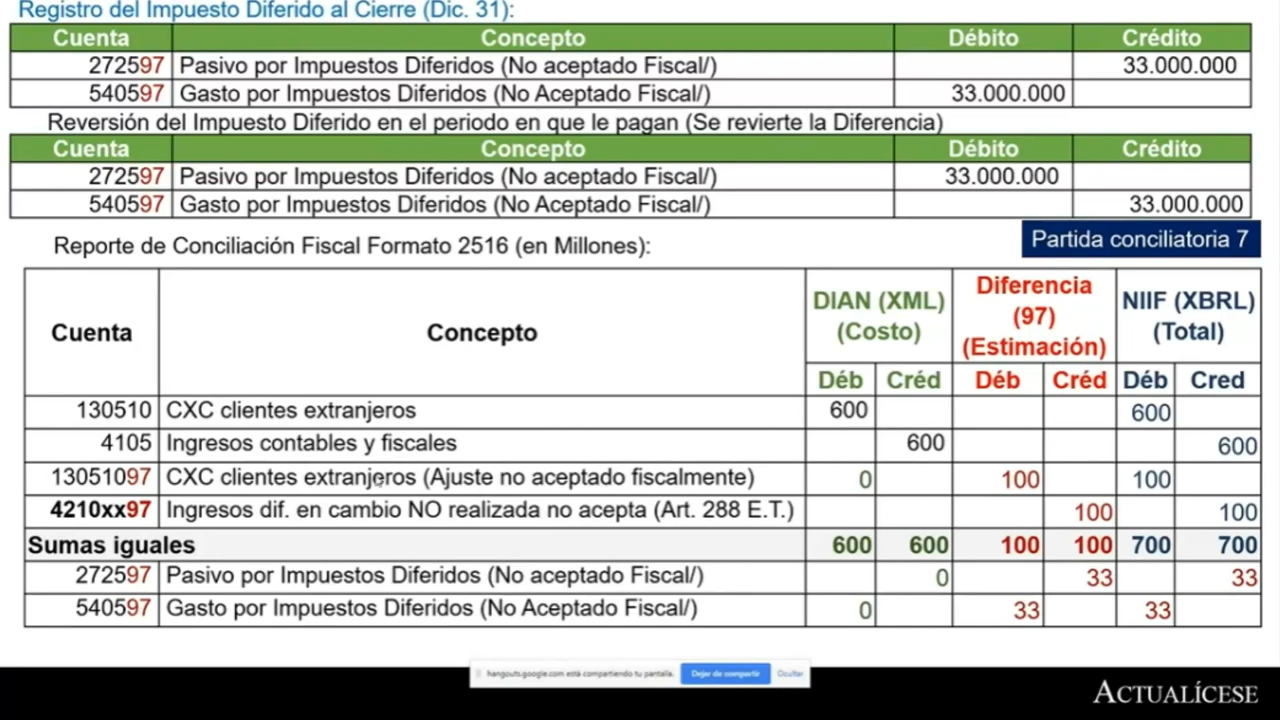 Registro del Impuesto Diferido al Cierre (Dic. 31):
Cuenta Concepto Débito Crédito
272597 Pasivo por Impuestos Diferidos (No aceptado Fiscal/) 33.000.000
540597 Gasto por Impuestos Diferidos (No Aceptado Fiscal/) 33.000.000
Reversión del Impuesto Diferido en el periodo en que le pagan (Se revierte la Diferencia)
Cuenta Concepto Débito Crédito
272597 Pasivo por Impuestos Diferidos (No aceptado Fiscal/) 33.000.000
540597 Gasto por Impuestos Diferidos (No Aceptado Fiscal/) 33.000.000
Reporte de Conciliación Fiscal Formato 2516 (en Millones):
Partida conciliatoria 7
Cuenta Concepto
DIAN (XML)
(Costo)
Diferencia
(97)
(Estimación)
NIIF (XBRL)
(Total)
Déb Créd Déb Créd Déb Cred
130510 CXC clientes extranjeros 600 600
4105 Ingresos contables y fiscales 600 600
13051097 CXC clientes extranjeros (Ajuste no aceptado fiscalmente) 0 100 100
4210xx97 Ingresos dif. en cambio NO realizada no acepta (Art. 288 E.T.) 100 100
Sumas iguales 600 600 100 100 700 700
272597 Pasivo por Impuestos Diferidos (No aceptado Fiscal/) 0 33 33
540597 Gasto por Impuestos Diferidos (No Aceptado Fiscal/) 0 33 33
hangouts.google.com está compartiendo tu pantalla. Dejar de compartir Ocultar
ACTUALÍCESE